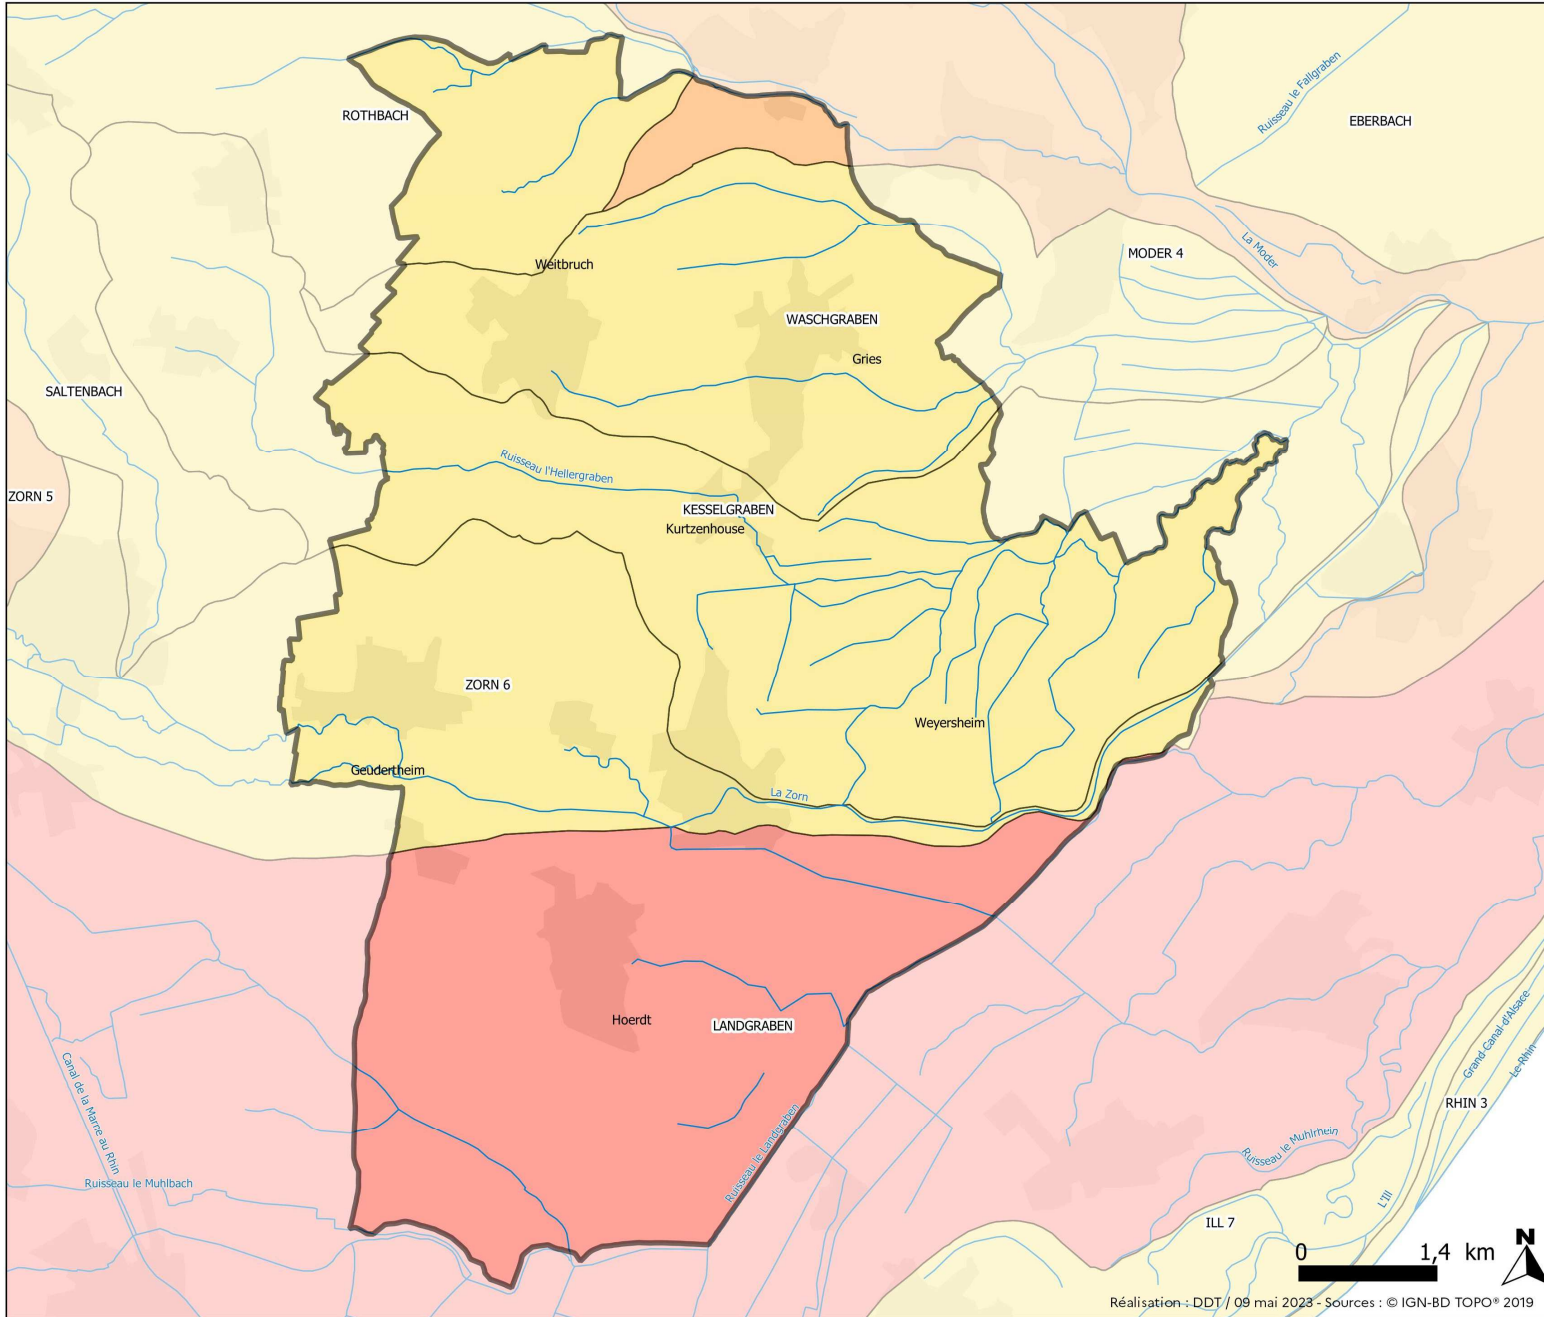 ROTHBACH
Ruisseau le Fallgraben
EBERBACH
Weitbruch
La Moder
MODER 4
WASCHGRABEN
Gries
SALTENBACH
Ruisseau l'Hellergraben
ZORN 5
KESSELGRABEN
Kurtzenhouse
ZORN 6
Weyersheim
Geudertheim
La Zorn
Hoerdt
LANDGRABEN
Canal de la Marne au Rhin
Ruisseau le Muhlbach
Ruisseau le Landgraben
Grand Canal d'Alsace
Le Rhin
RHIN 3
Ruisseau le Muhlrhein
L'Ill
ILL 7
0 1,4 km
N
Réalisation : DDT / 09 mai 2023 - Sources : © IGN-BD TOPO® 2019